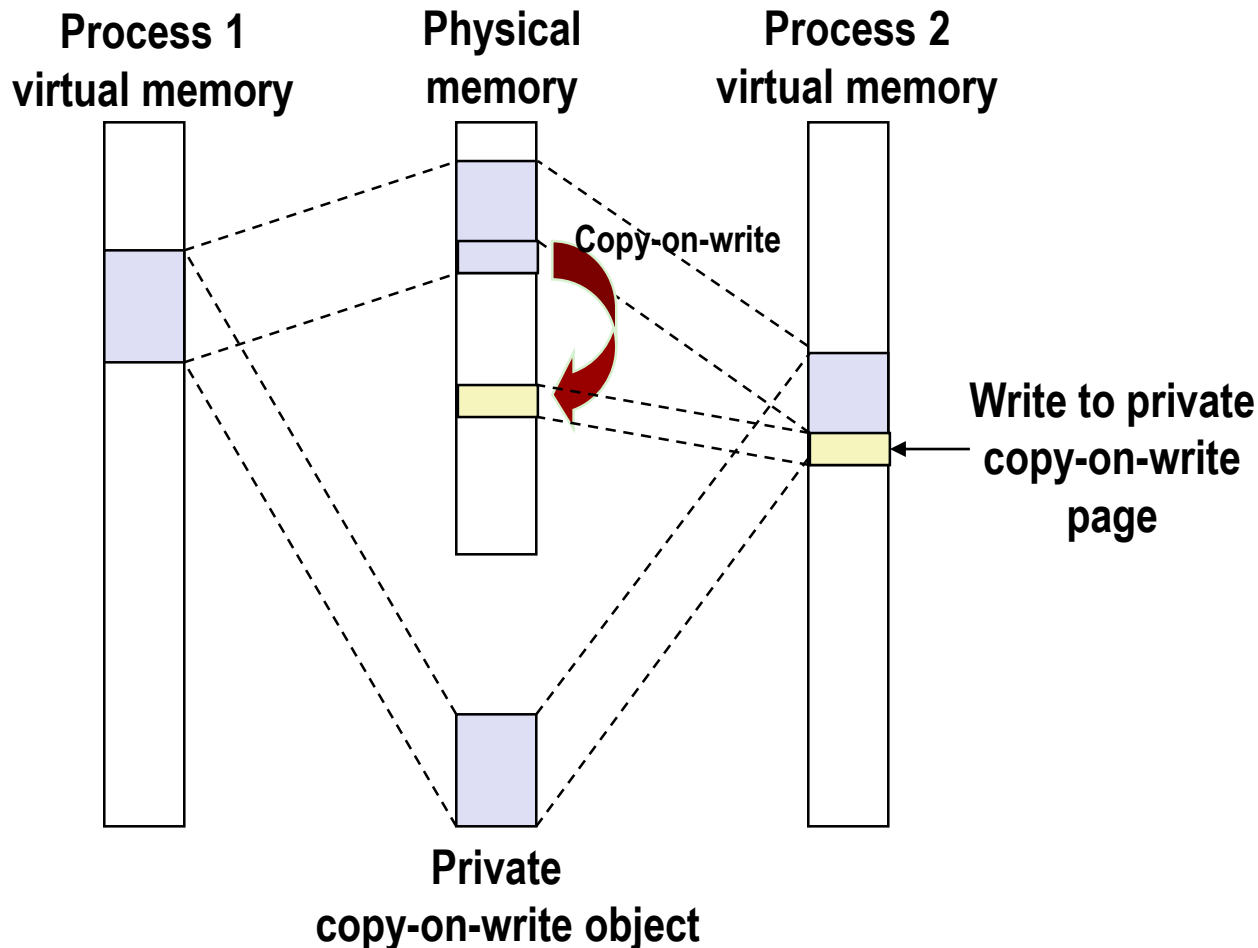 Process 1
virtual memory
Physical
memory
Process 2
virtual memory
Copy-on-write
Write to private
copy-on-write
page
Private
copy-on-write object